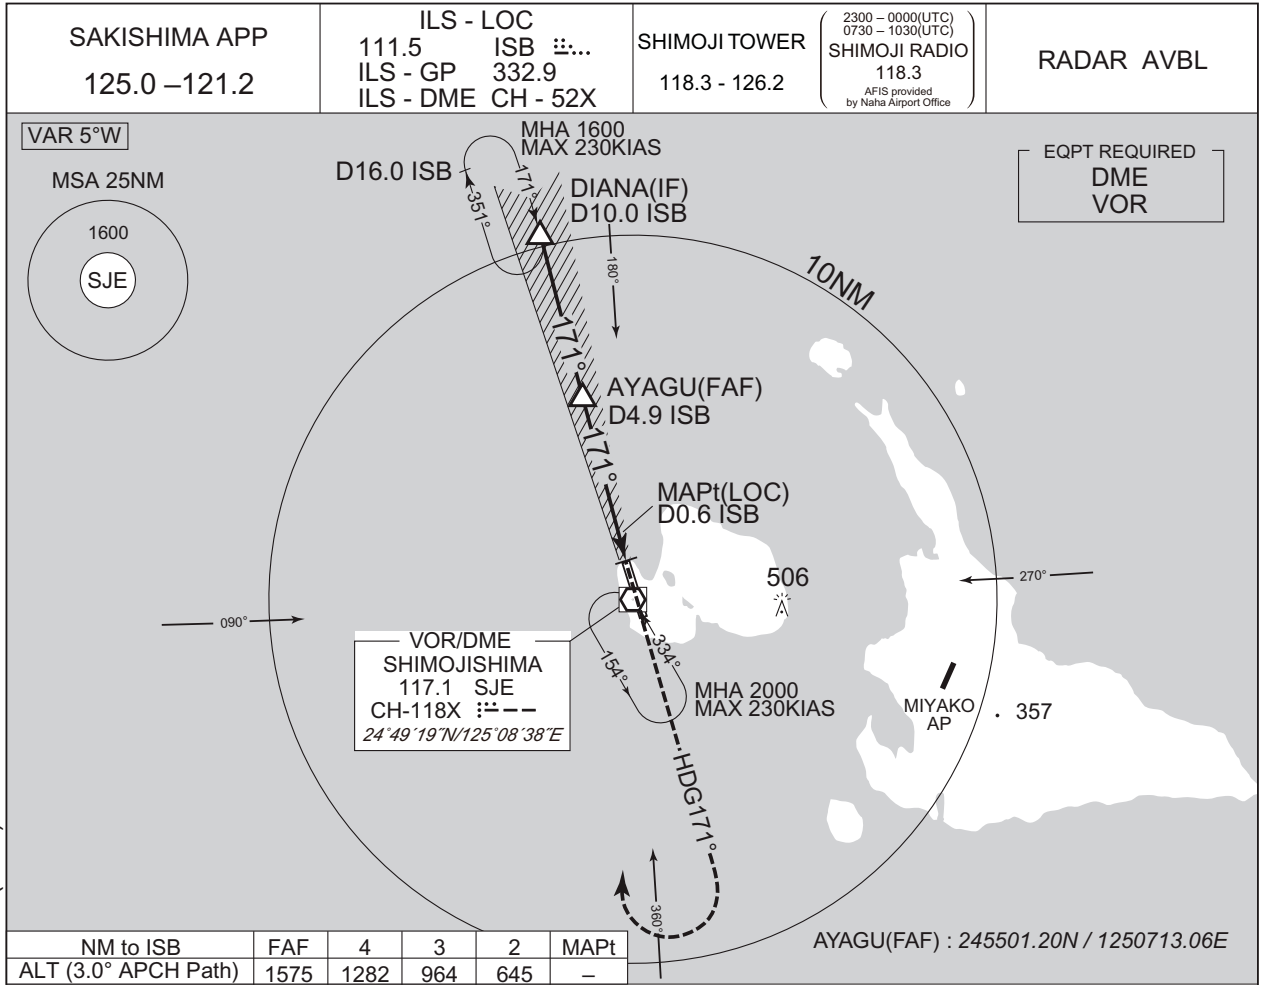 SAKISHIMA APP
125.0 –121.2
ILS - LOC
111.5 ISB
ILS - GP 332.9
ILS - DME CH - 52X
SHIMOJI TOWER
118.3 - 126.2
2300 – 0000(UTC)
0730 – 1030(UTC)
SHIMOJI RADIO
118.3
AFIS provided
by Naha Airport Office
RADAR AVBL
VAR 5°W
MSA 25NM
1600
SJE
EQPT REQUIRED
DME
VOR
MHA 1600
MAX 230KIAS
D16.0 ISB
171°
351°
DIANA(IF)
D10.0 ISB
180°
10NM
171°
AYAGU(FAF)
D4.9 ISB
171°
MAPt(LOC)
D0.6 ISB
506
270°
090°
VOR/DME
SHIMOJISHIMA
117.1 SJE
CH-118X
24°49´19˝N/125°08´38˝E
334°
154°
MHA 2000
MAX 230KIAS
MIYAKO
AP
357
HDG171°
360°
AYAGU(FAF) : 245501.20N / 1250713.06E
NM to ISB FAF 4 3 2 MAPt
ALT (3.0° APCH Path) 1575 1282 964 645 –